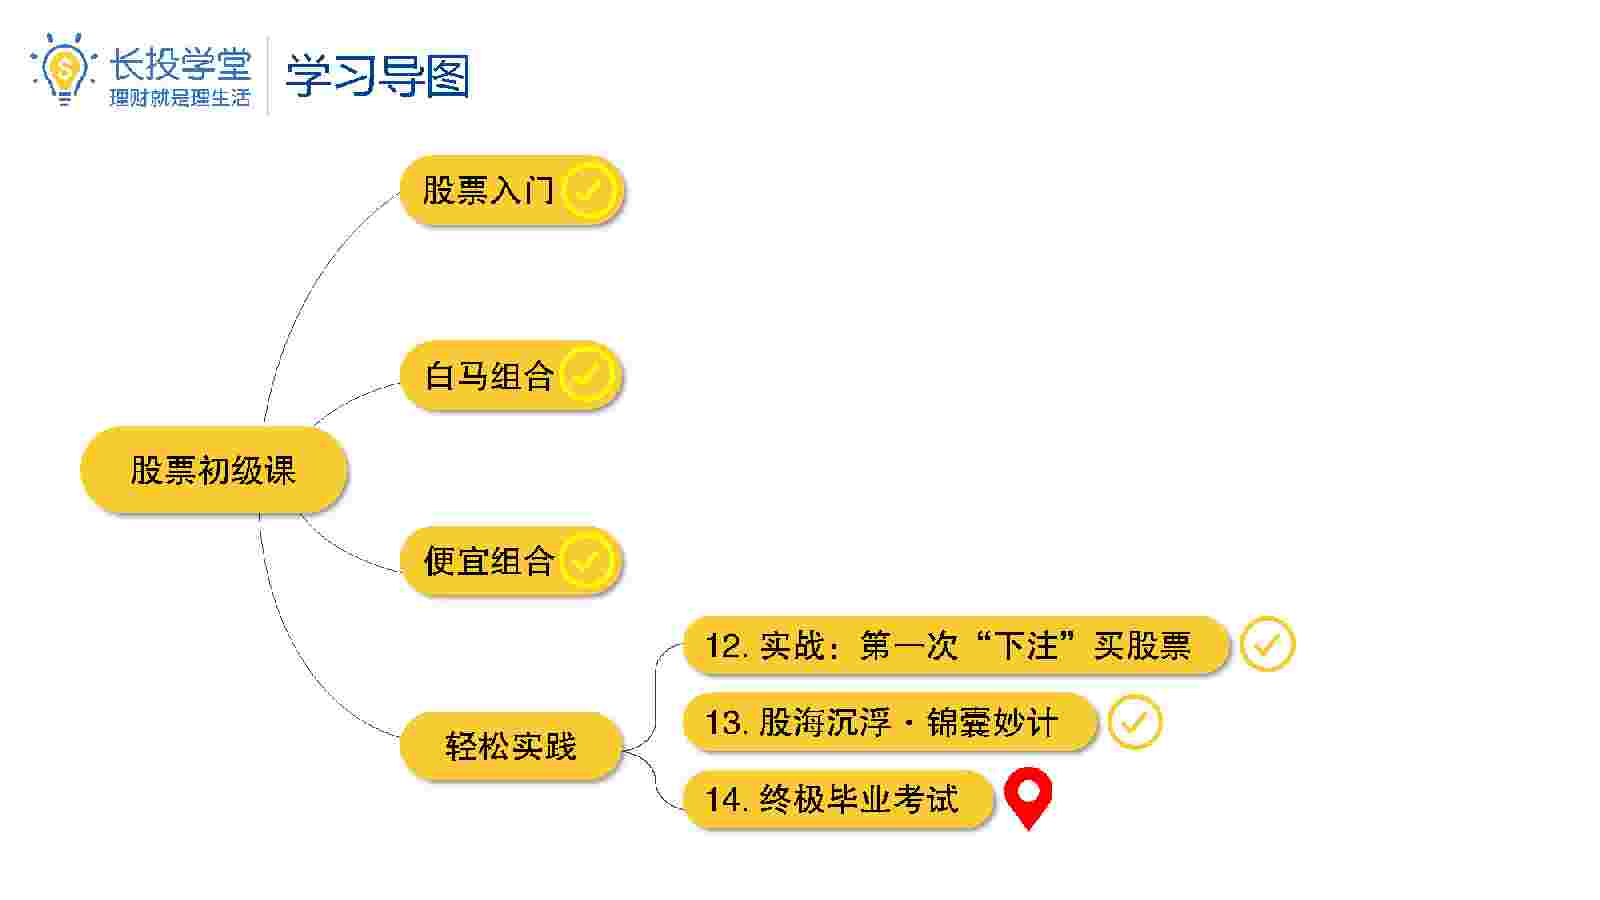 长投学堂
理财就是理生活
学习导图
股票入门
白马组合
股票初级课
便宜组合
轻松实践
12. 实战：第一次“下注”买股票
13. 股海沉浮·锦囊妙计
14. 终极毕业考试